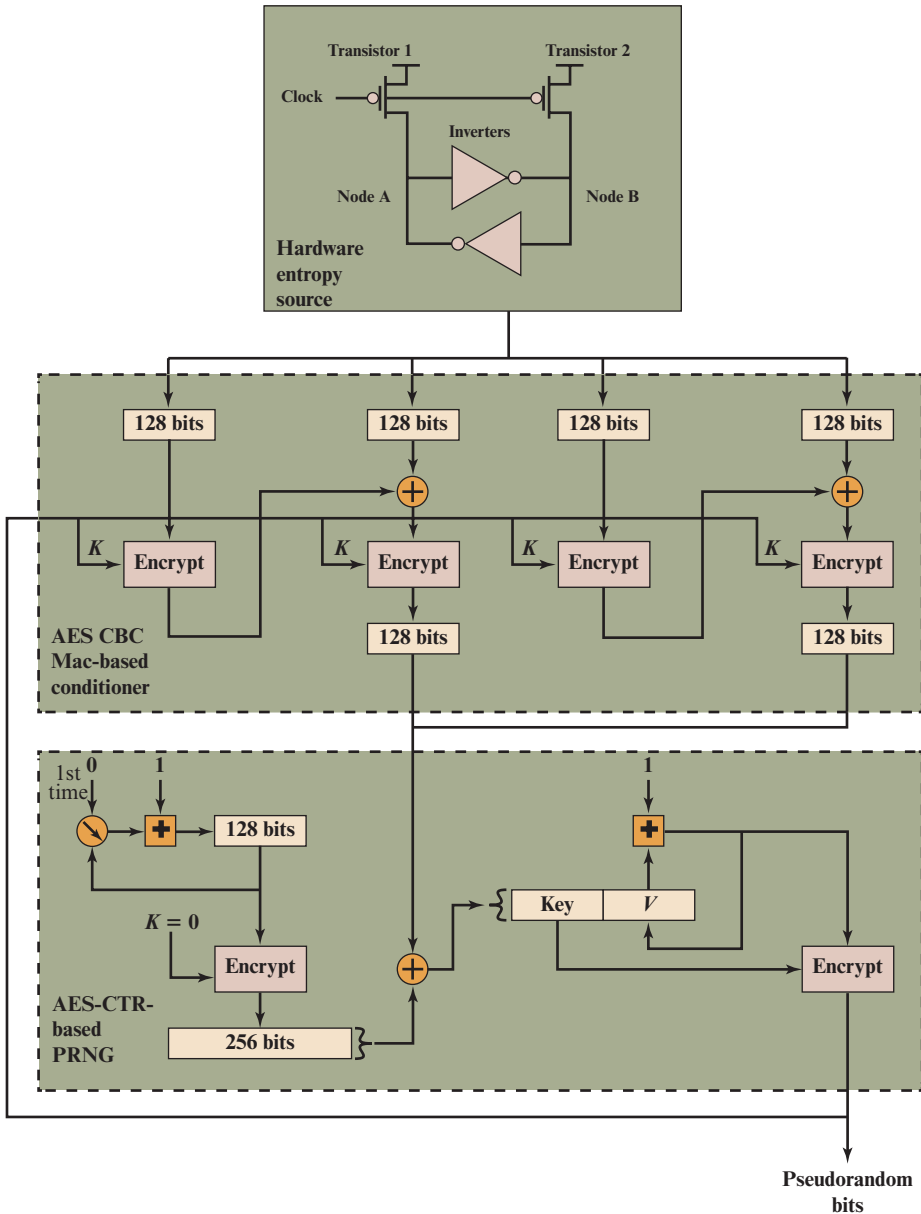 Transistor 1
Transistor 2
Clock
Inverters
Node A
Node B
Hardware
entropy
source
128 bits
128 bits
128 bits
128 bits
K
K
K
K
Encrypt
Encrypt
Encrypt
Encrypt
128 bits
128 bits
AES CBC
Mac-based
conditioner
0
1
1
1st
time
128 bits
Key
V
K = 0
Encrypt
Encrypt
AES-CTR-
based
PRNG
256 bits
Pseudorandom
bits